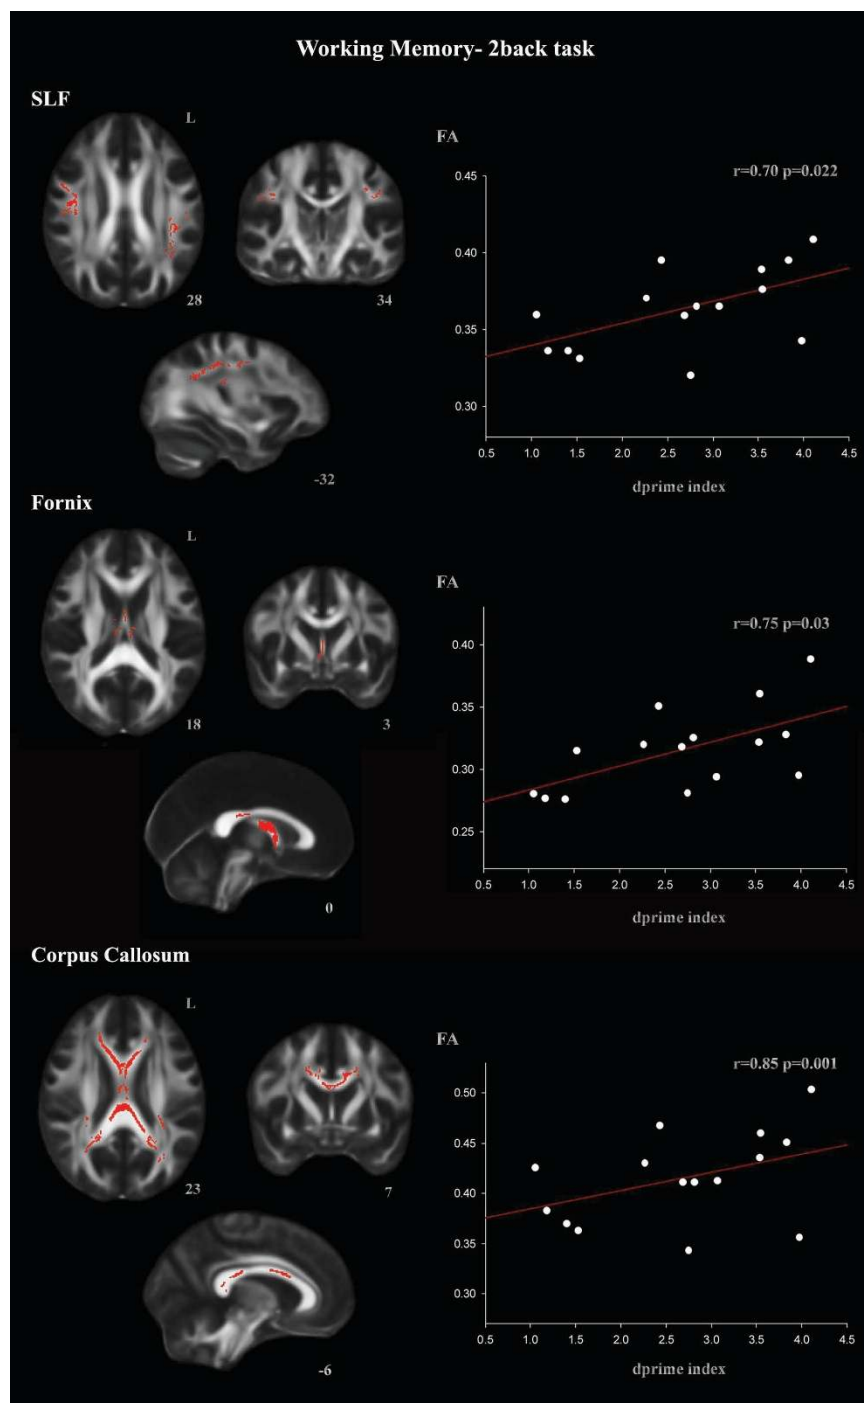 Working Memory- 2back task
SLF
L
28
34
-32
FA
r=0.70 p=0.022
0.45
0.40
0.35
0.30
0.5 1.0 1.5 2.0 2.5 3.0 3.5 4.0 4.5
dprime index
Fornix
L
18
3
0
FA
r=0.75 p=0.03
0.40
0.35
0.30
0.25
0.5 1.0 1.5 2.0 2.5 3.0 3.5 4.0 4.5
dprime index
Corpus Callosum
L
23
7
-6
FA
r=0.85 p=0.001
0.50
0.45
0.40
0.35
0.30
0.5 1.0 1.5 2.0 2.5 3.0 3.5 4.0 4.5
dprime index